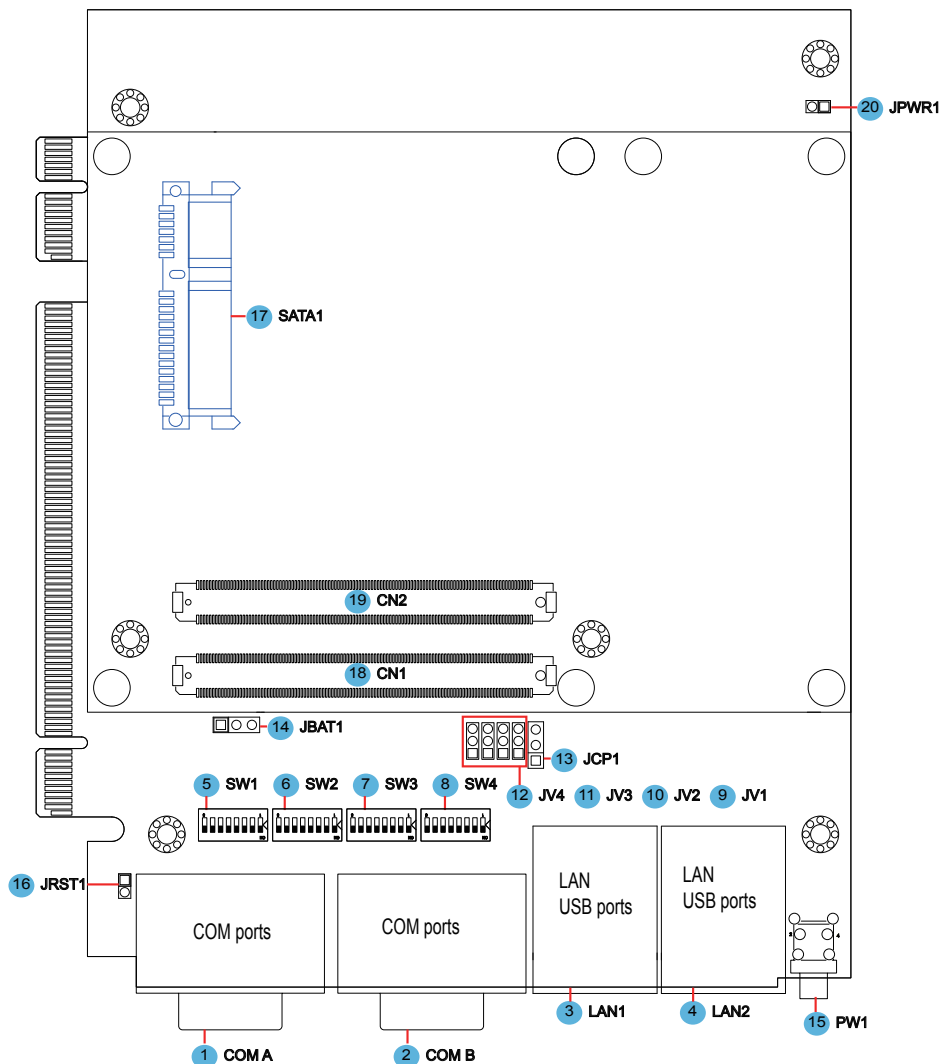 20 JPWR1
17 SATA1
19 CN2
18 CN1
14 JBAT1
13 JCP1
5 SW1 6 SW2 7 SW3 8 SW4
12 JV4 11 JV3 10 JV2 9 JV1
16 JRST1
COM ports
COM ports
LAN
USB ports
LAN
USB ports
3 LAN1
4 LAN2
15 PW1
1 COM A
2 COM B